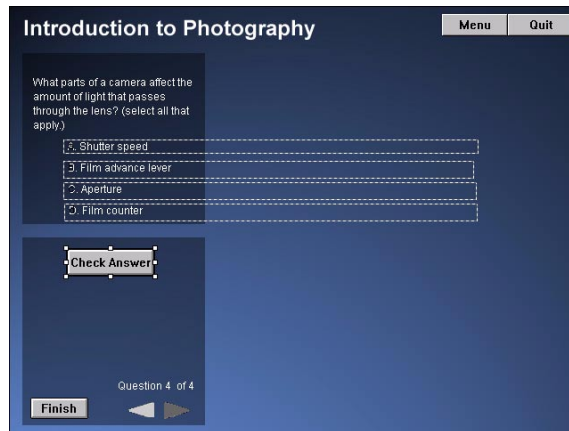 Introduction to Photography
Menu
Quit
What parts of a camera affect the
amount of light that passes
through the lens? (select all that
apply.)
A. Shutter speed
B. Film advance lever
C. Aperture
D. Film counter
Check Answer
Question 4 of 4
Finish